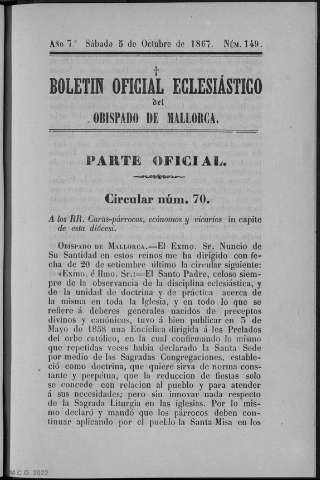 Año 7.° Sábado 5 de Octubre de 1867. NÚM. 149.
BOLETIN OFICIAL ECLESIÁSTICO
del
OBISPADO DE MALLORCA.
PARTE OFICIAL.
Circular núm. 70.
A los RR. Curas-párrocos, ecónomos y vicarios in capite
de esta diócesi.
OBISPADO DE MALLORCA.—El EXMO. Sr. Nuncio de
Su Santidad en estos reinos me ha dirigido con fe-
cha de 20 de setiembre último la circular siguiente:
«Exmo. é Ilmo. Sr.:—El Santo Padre, celoso siem-
pre de la observancia de la disciplina eclesiástica, y
de la unidad de doctrina y de práctica acerca de
la misma en toda la Iglesia, y en todo lo que se
refiere á deberes generales nacidos de preceptos
divinos y canónicos, tuvo á bien publicar en 3 de
Mayo de 1858 una Encíclica dirigida á los Prelados
del orbe católico, en la cual confirmando lo mismo
que repetidas veces habia declarado la Santa Sede
por medio de las Sagradas Congregaciones, estable-
ció como doctrina, que quiere sirva de norma cons-
tante y perpétua, que la reduccion de fiestas solo
se concede con relacion al pueblo y para atender
á sus necesidades; pero sin innovar nada respecto
de la Sagrada Liturgia en las iglesias. Por lo mis-
mo declaró y mandó que los párrocos deben con-
tinuar aplicando por el pueblo la Santa Misa en los
M.C.D. 2022